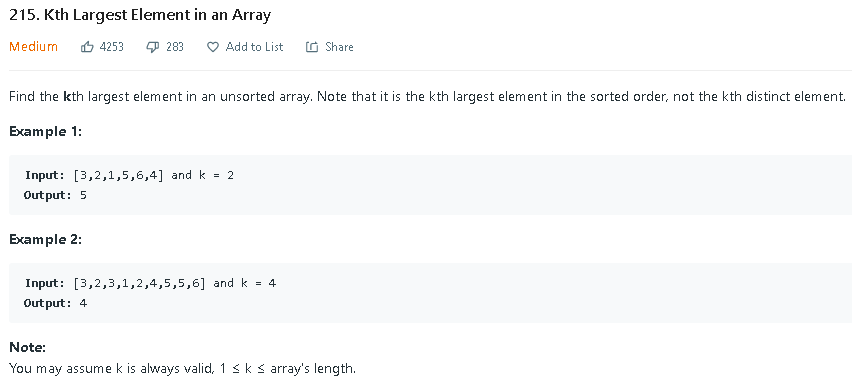 215. Kth Largest Element in an Array
Medium 4253 283 Add to List Share
Find the kth largest element in an unsorted array. Note that it is the kth largest element in the sorted order, not the kth distinct element.
Example 1:
Input: [3,2,1,5,6,4] and k = 2
Output: 5
Example 2:
Input: [3,2,3,1,2,4,5,5,6] and k = 4
Output: 4
Note:
You may assume k is always valid, 1 ≤ k ≤ array's length.